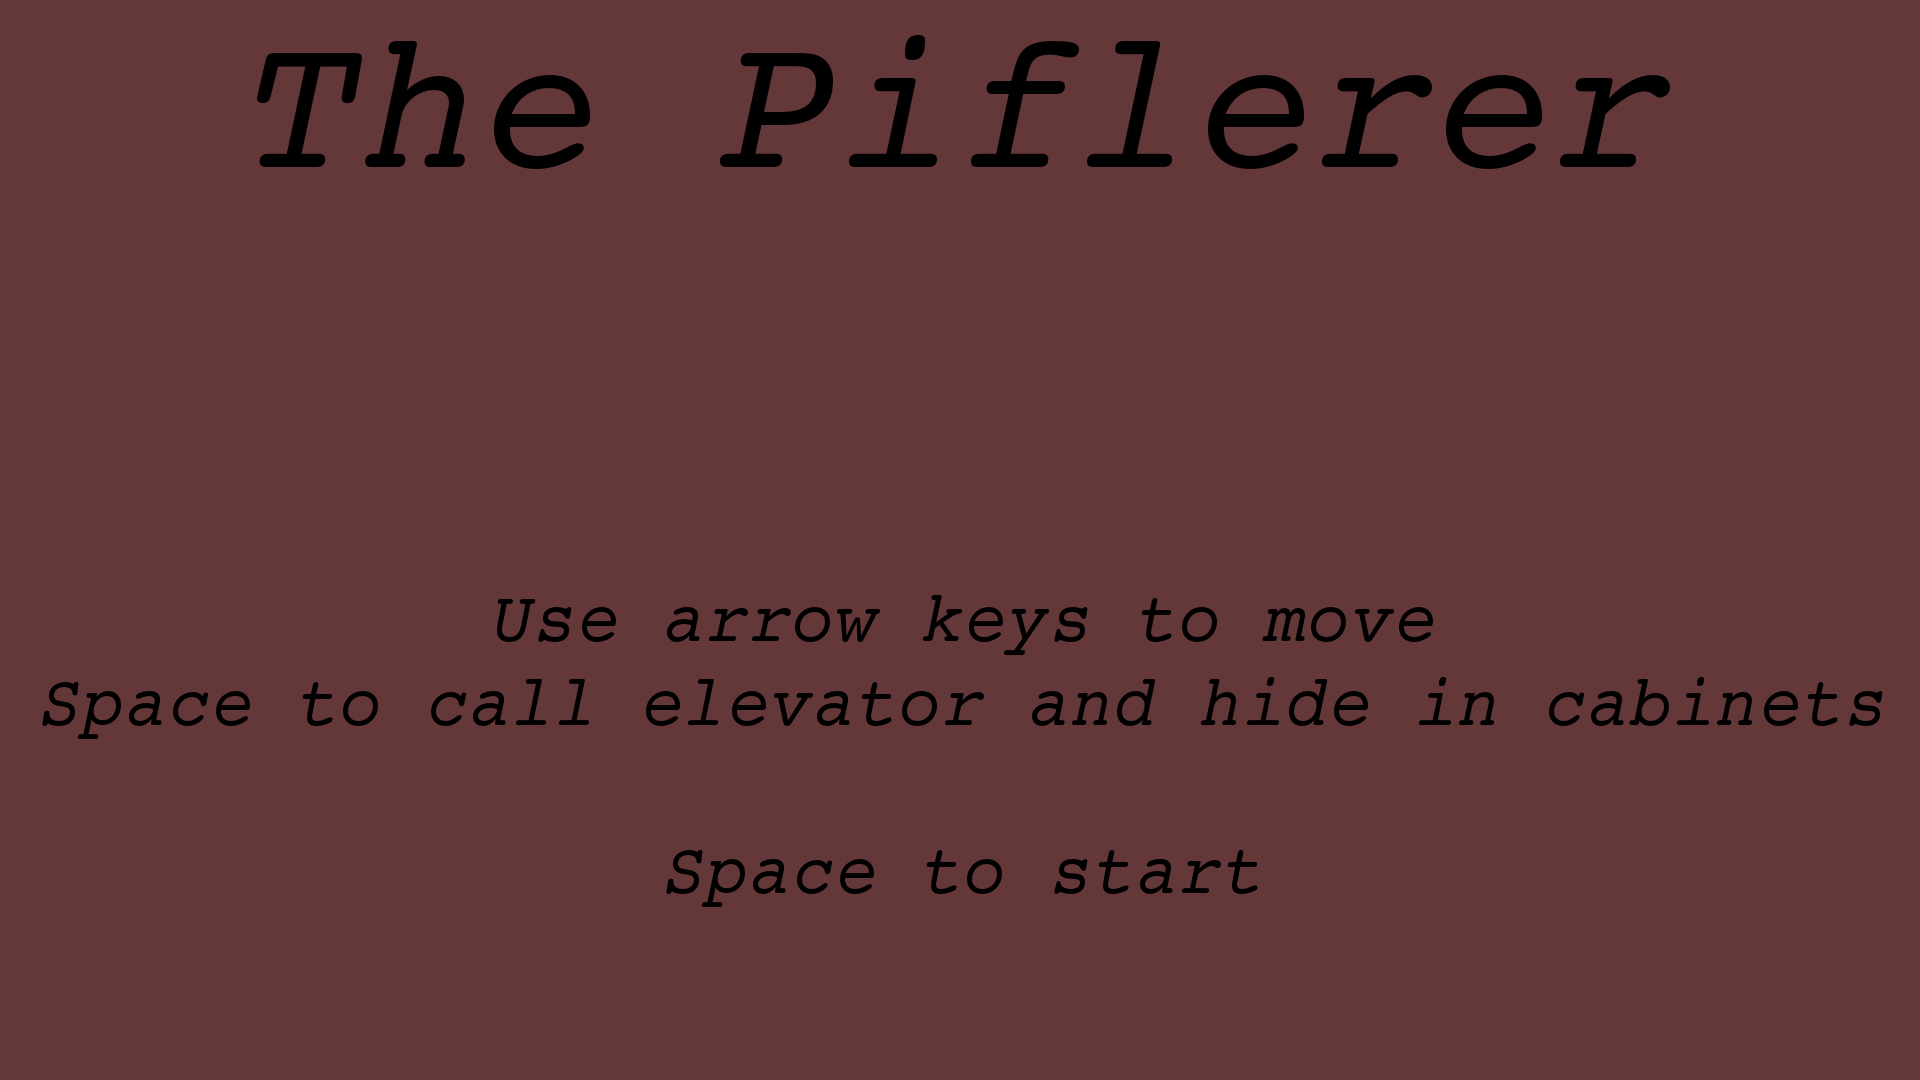 The Piflerer
Use arrow keys to move
Space to call elevator and hide in cabinets
Space to start